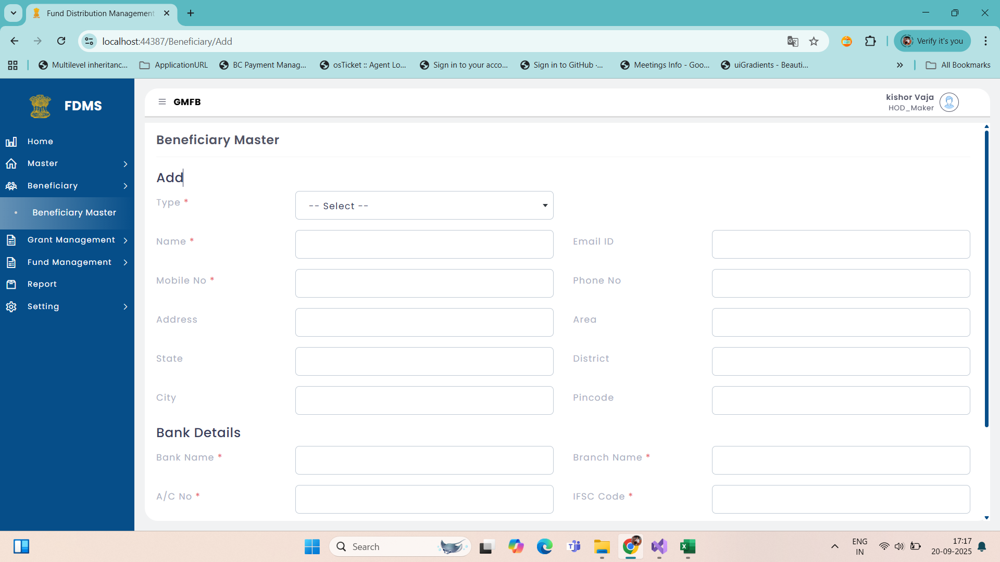 Fund Distribution Management
localhost:44387/Beneficiary/Add
Verify it's you
Multilevel inheritanc...
ApplicationURL
BC Payment Manag...
osTicket :: Agent Lo...
Sign in to your acco...
Sign in to GitHub ·...
Meetings Info - Goo...
uiGradients - Beauti...
All Bookmarks
FDMS
Home
Master
Beneficiary
Beneficiary Master
Grant Management
Fund Management
Report
Setting
GMFB
kishor Vaja
HOD_Maker
Beneficiary Master
Add
Type *
-- Select --
Name *
Email ID
Mobile No *
Phone No
Address
Area
State
District
City
Pincode
Bank Details
Bank Name *
Branch Name *
A/C No *
IFSC Code *
Search
ENG
IN
17:17
20-09-2025